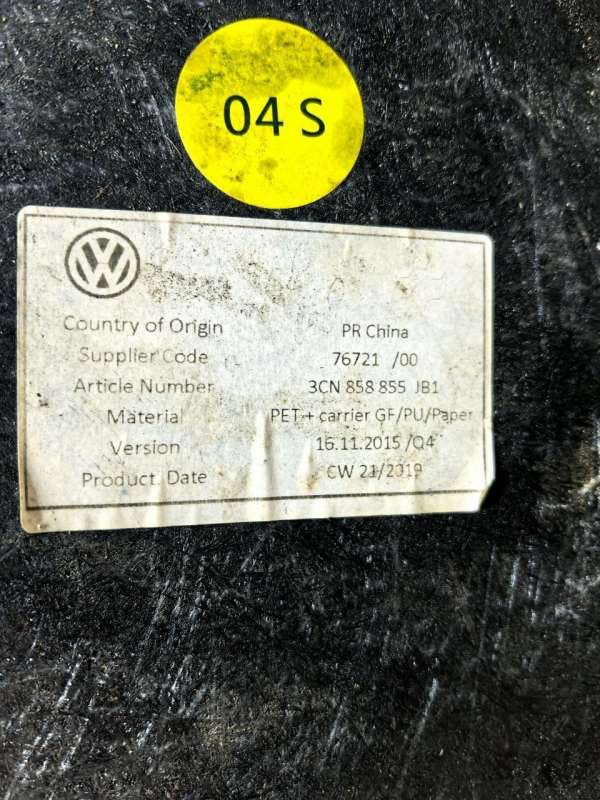 04 S
Country of Origin PR China
Supplier Code 76721 /00
Article Number 3CN 858 855 JB1
Material PET + carrier GF/PU/Paper
Version 16.11.2015 /Q4
Product Date CW 21/2019